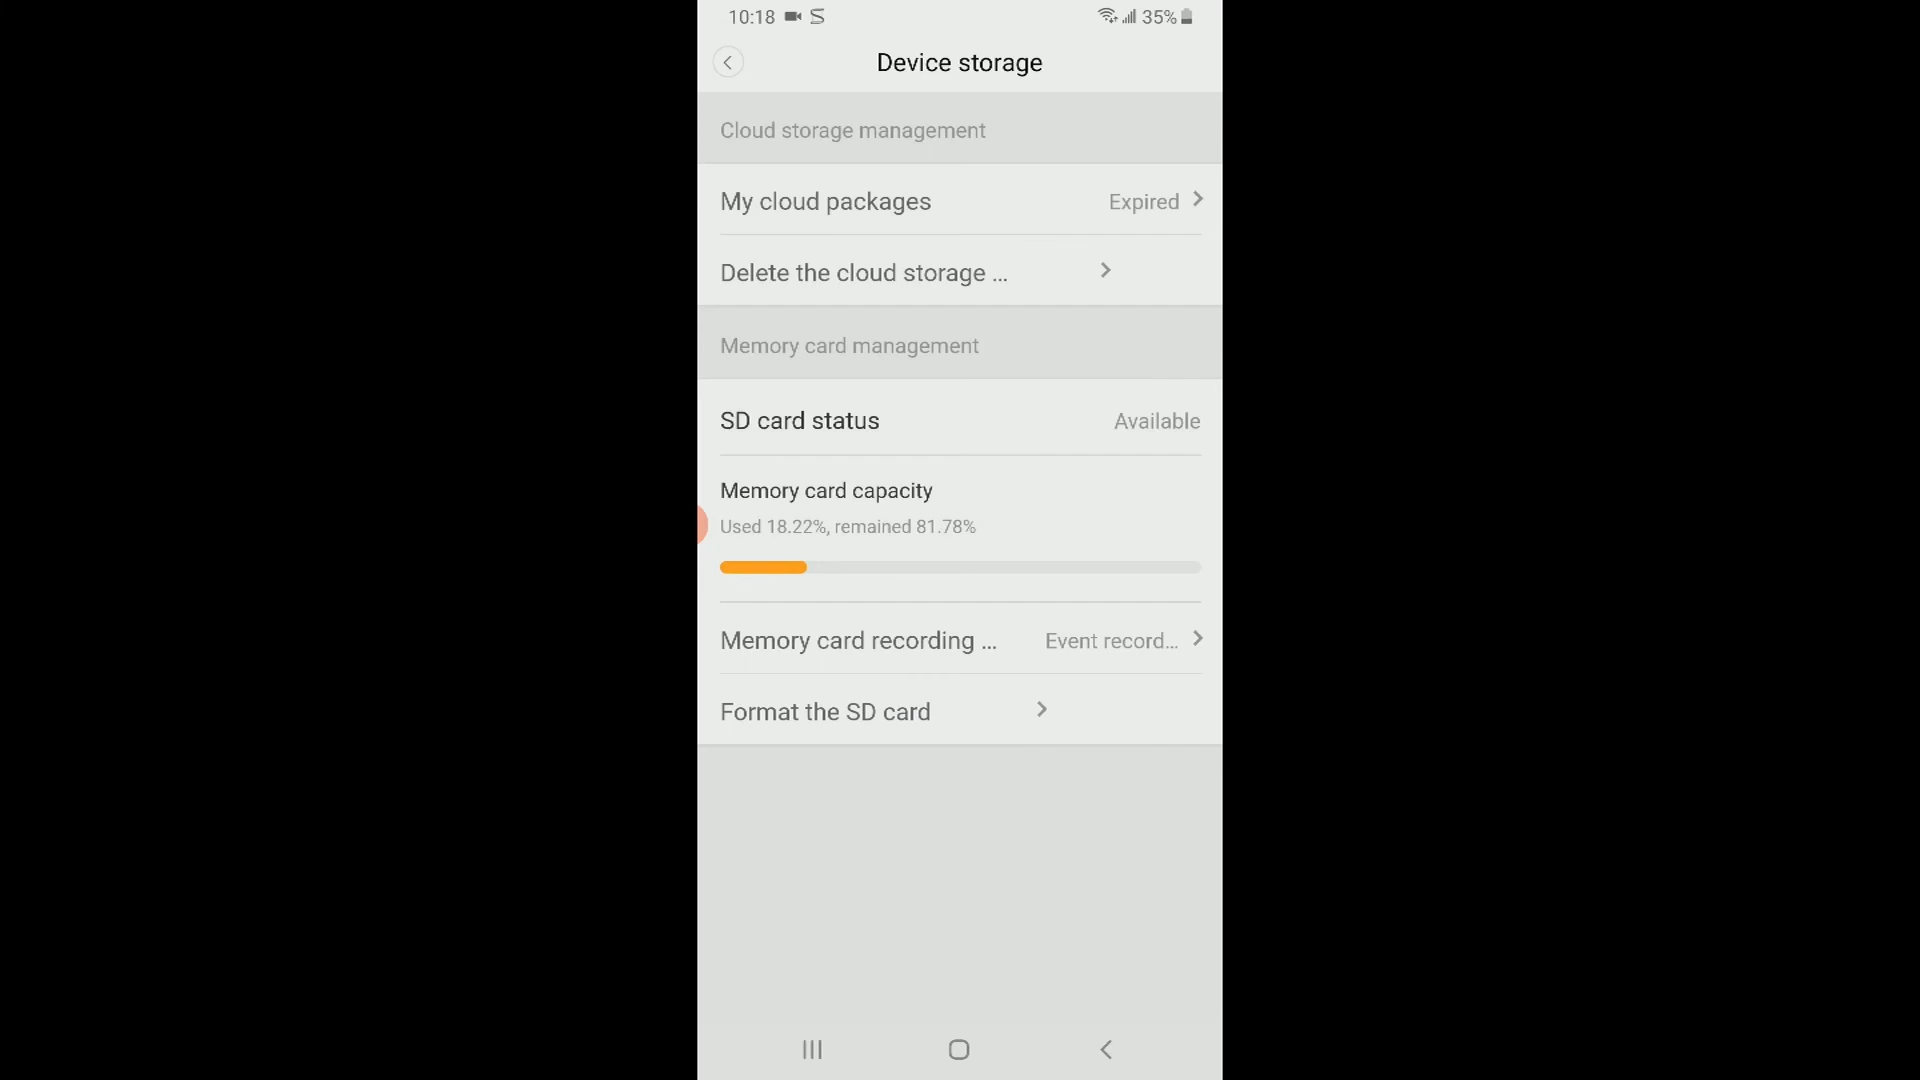 10:18 35%
Device storage
Cloud storage management
My cloud packages Expired
Delete the cloud storage ...
Memory card management
SD card status Available
Memory card capacity
Used 18.22%, remained 81.78%
Memory card recording ... Event record...
Format the SD card